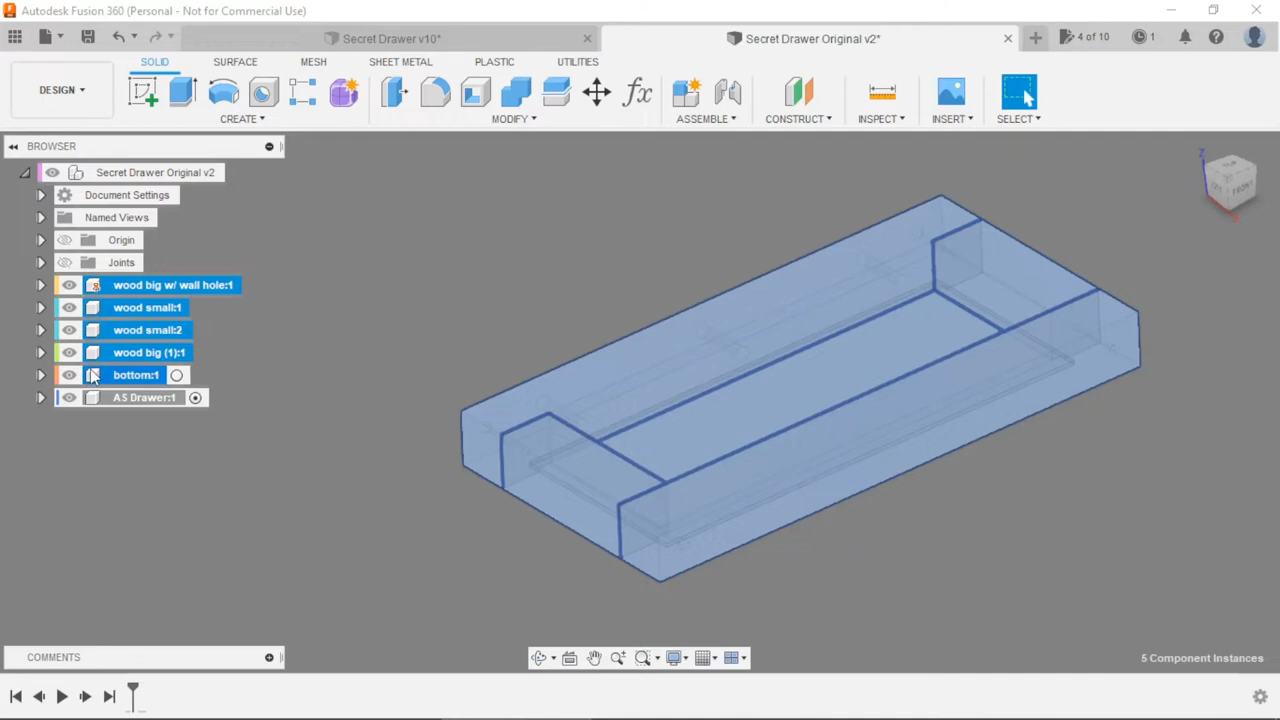 Autodesk Fusion 360 (Personal - Not for Commercial Use)
Secret Drawer v10*
Secret Drawer Original v2*
4 of 10
1
DESIGN
SOLID
SURFACE
MESH
SHEET METAL
PLASTIC
UTILITIES
CREATE
MODIFY
ASSEMBLE
CONSTRUCT
INSPECT
INSERT
SELECT
BROWSER
Secret Drawer Original v2
Document Settings
Named Views
Origin
Joints
wood big w/ wall hole:1
wood small:1
wood small:2
wood big (1):1
bottom:1
AS Drawer:1
Z
FRONT
COMMENTS
5 Component Instances